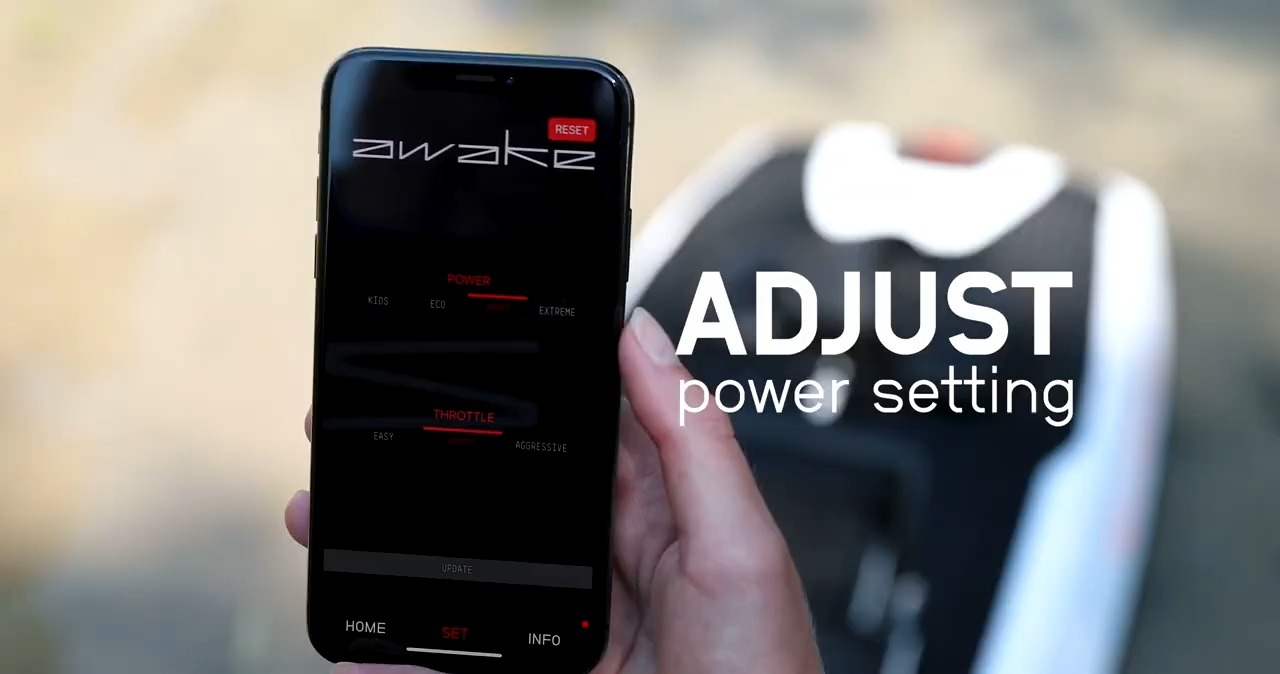 RESET
awake
POWER
KIDS ECO EXTREME
THROTTLE
EASY AGGRESSIVE
UPDATE
HOME SET INFO
ADJUST
power setting